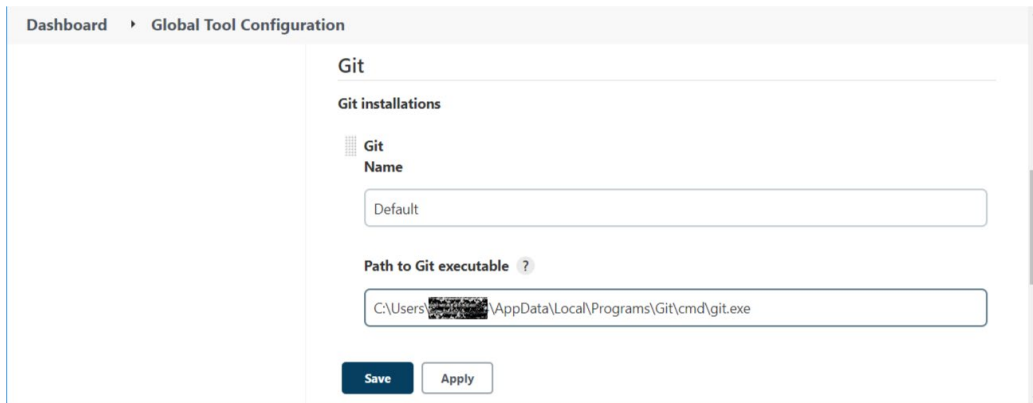 Dashboard Global Tool Configuration
Git
Git installations
Git
Name
Default
Path to Git executable ?
C:\Users\ \AppData\Local\Programs\Git\cmd\git.exe
Save Apply